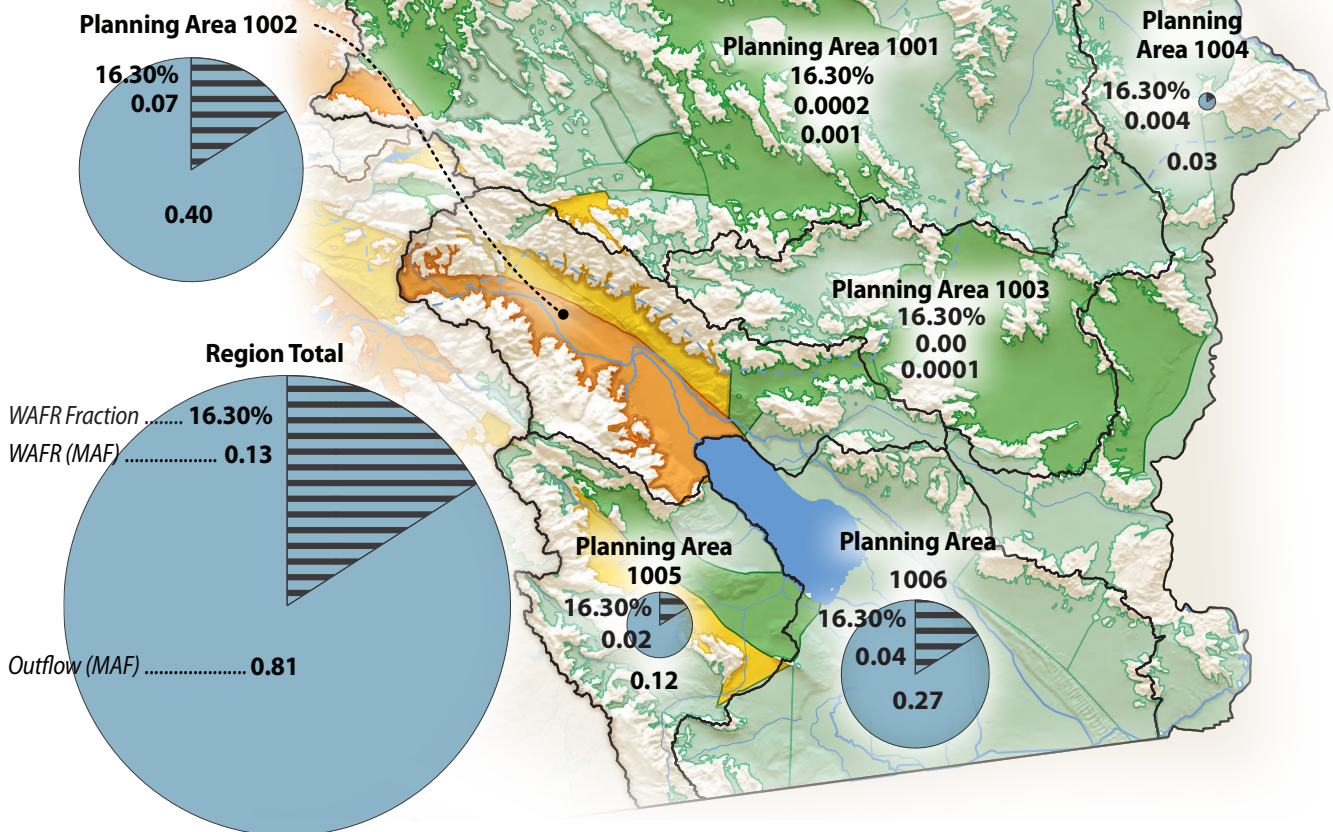 Planning Area 1002
16.30%
0.07
0.40
Planning Area 1001
16.30%
0.0002
0.001
Planning
Area 1004
16.30%
0.004
0.03
Planning Area 1003
16.30%
0.00
0.0001
Region Total
WAFR Fraction ........ 16.30%
WAFR (MAF) ................... 0.13
Outflow (MAF) .................... 0.81
Planning Area
1005
16.30%
0.02
0.12
Planning Area
1006
16.30%
0.04
0.27